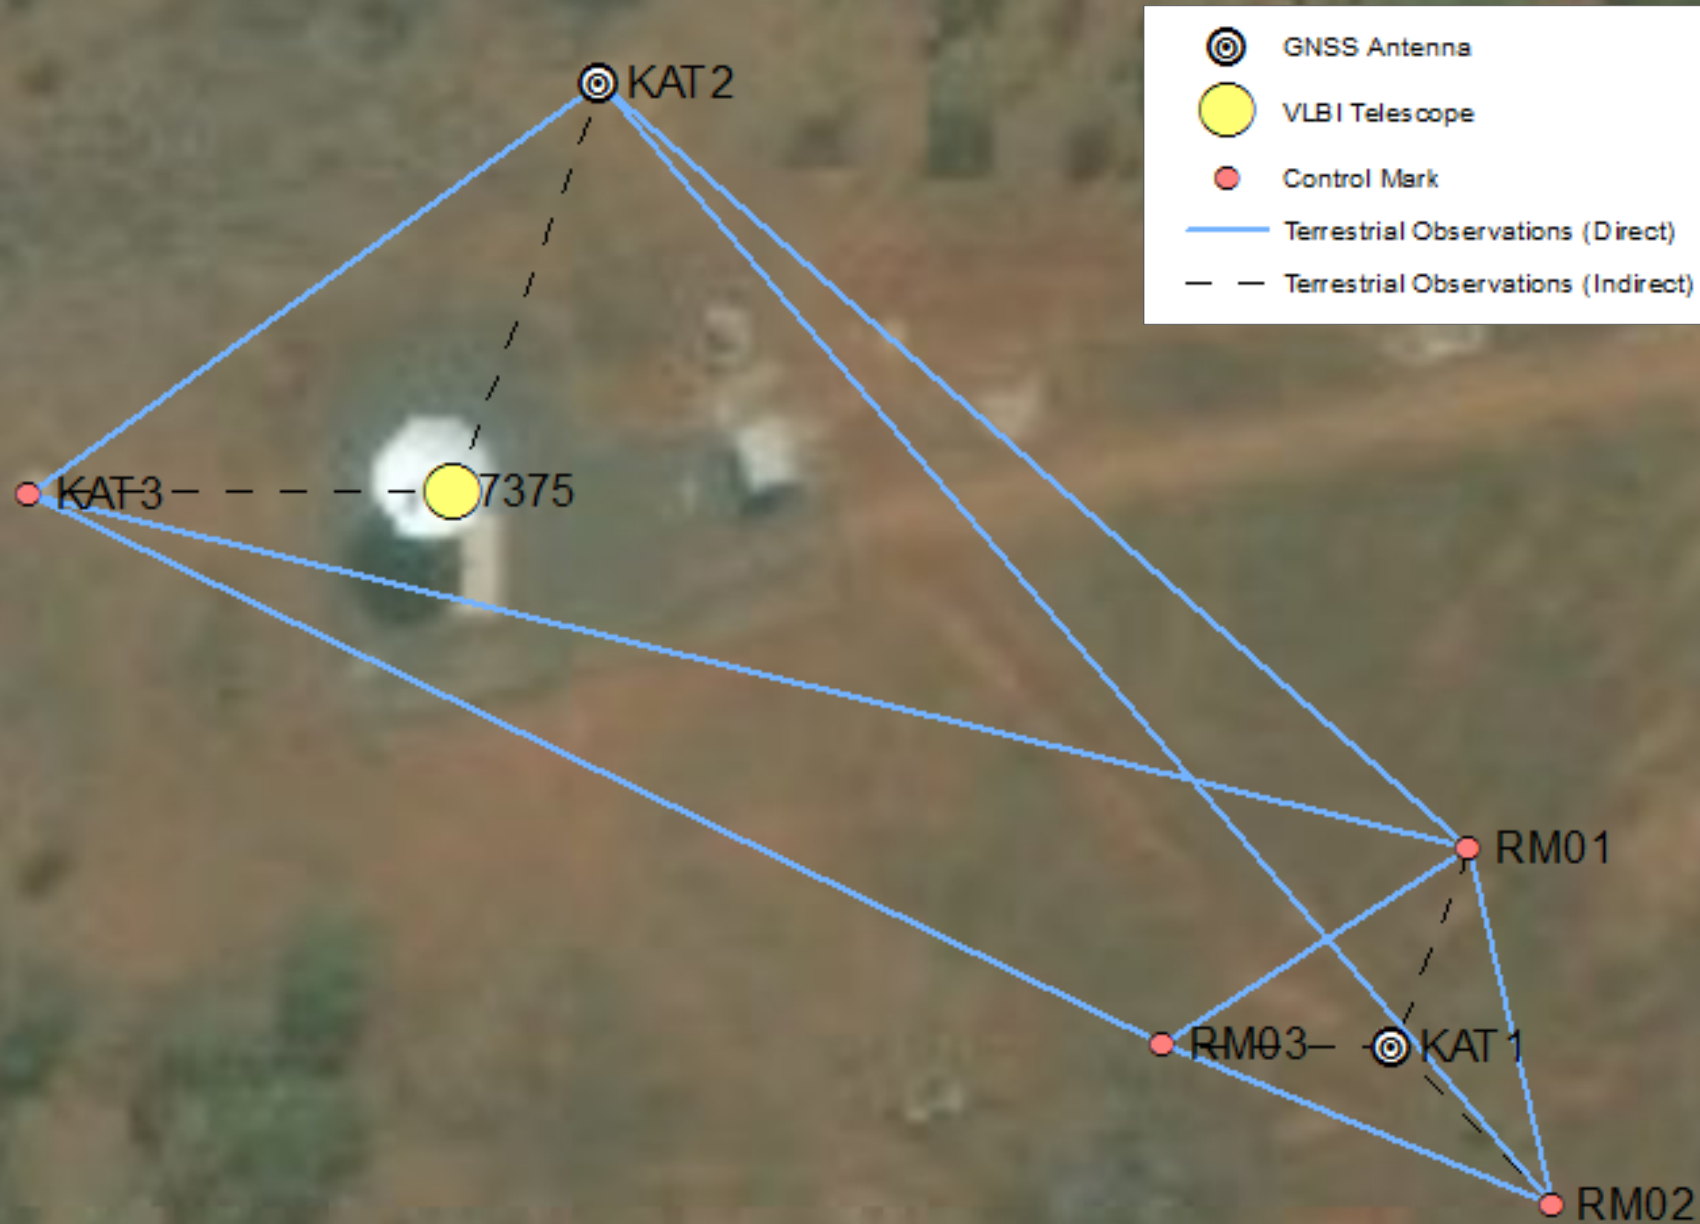 GNSS Antenna
VLBI Telescope
Control Mark
Terrestrial Observations (Direct)
Terrestrial Observations (Indirect)
KAT2
KAT3
7375
RM01
RM03
KAT1
RM02